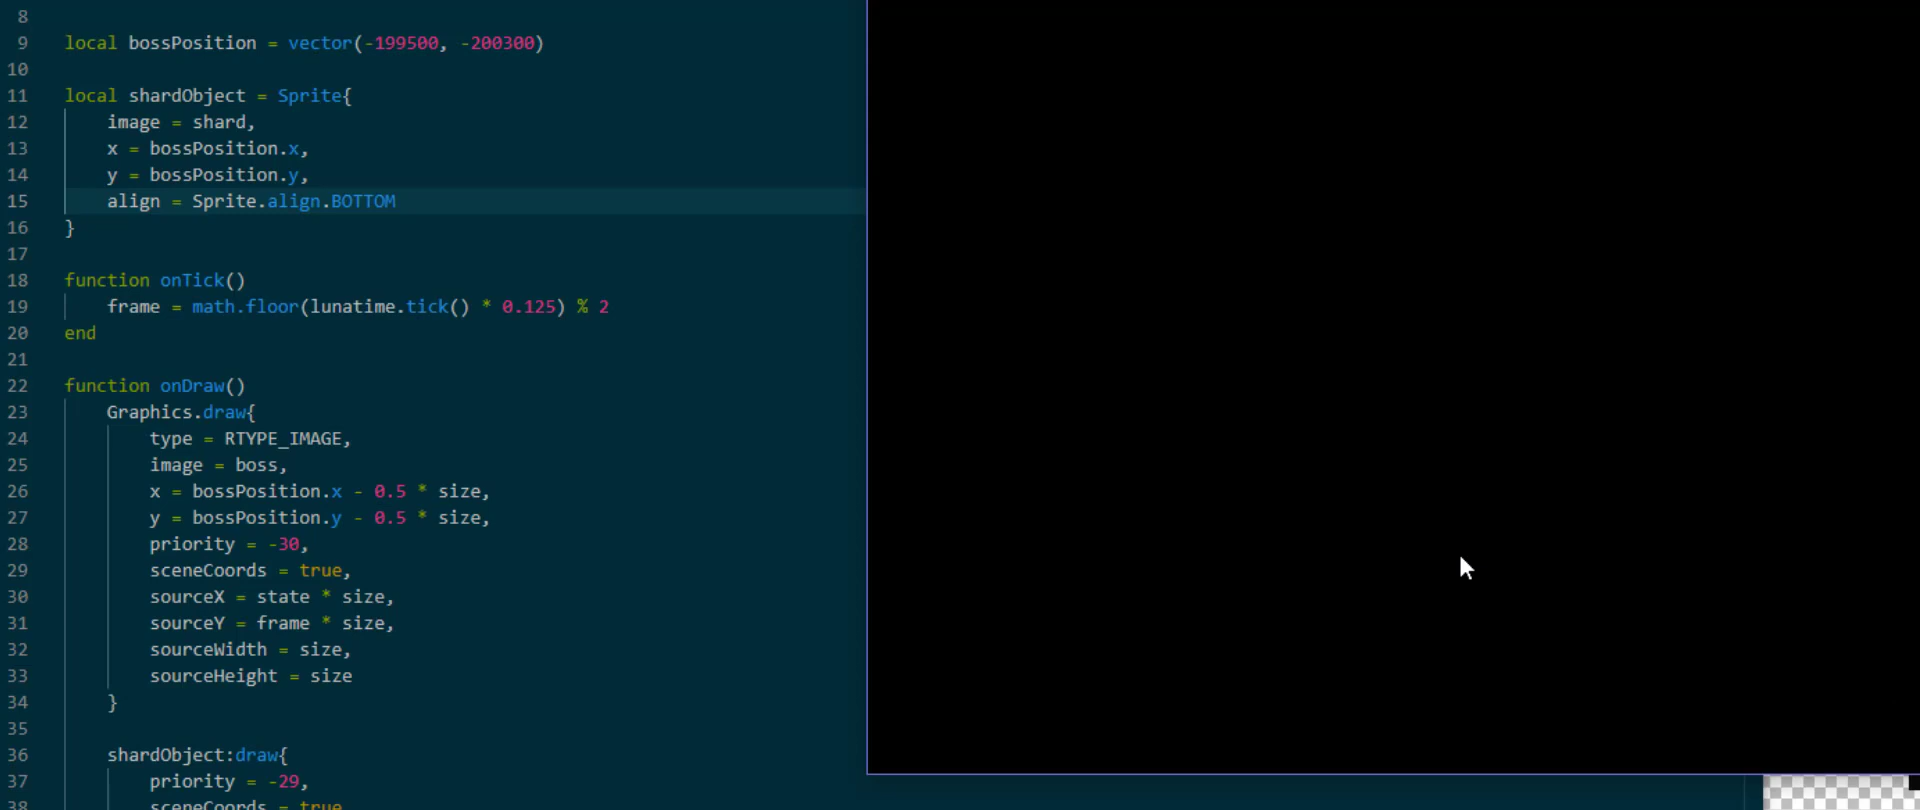 8
9 local bossPosition = vector(-199500, -200300)
10
11 local shardObject = Sprite{
12 image = shard,
13 x = bossPosition.x,
14 y = bossPosition.y,
15 align = Sprite.align.BOTTOM
16 }
17
18 function onTick()
19 frame = math.floor(lunatime.tick() * 0.125) % 2
20 end
21
22 function onDraw()
23 Graphics.draw{
24 type = RTYPE_IMAGE,
25 image = boss,
26 x = bossPosition.x - 0.5 * size,
27 y = bossPosition.y - 0.5 * size,
28 priority = -30,
29 sceneCoords = true,
30 sourceX = state * size,
31 sourceY = frame * size,
32 sourceWidth = size,
33 sourceHeight = size
34 }
35
36 shardObject:draw{
37 priority = -29,
38 sceneCoords = true